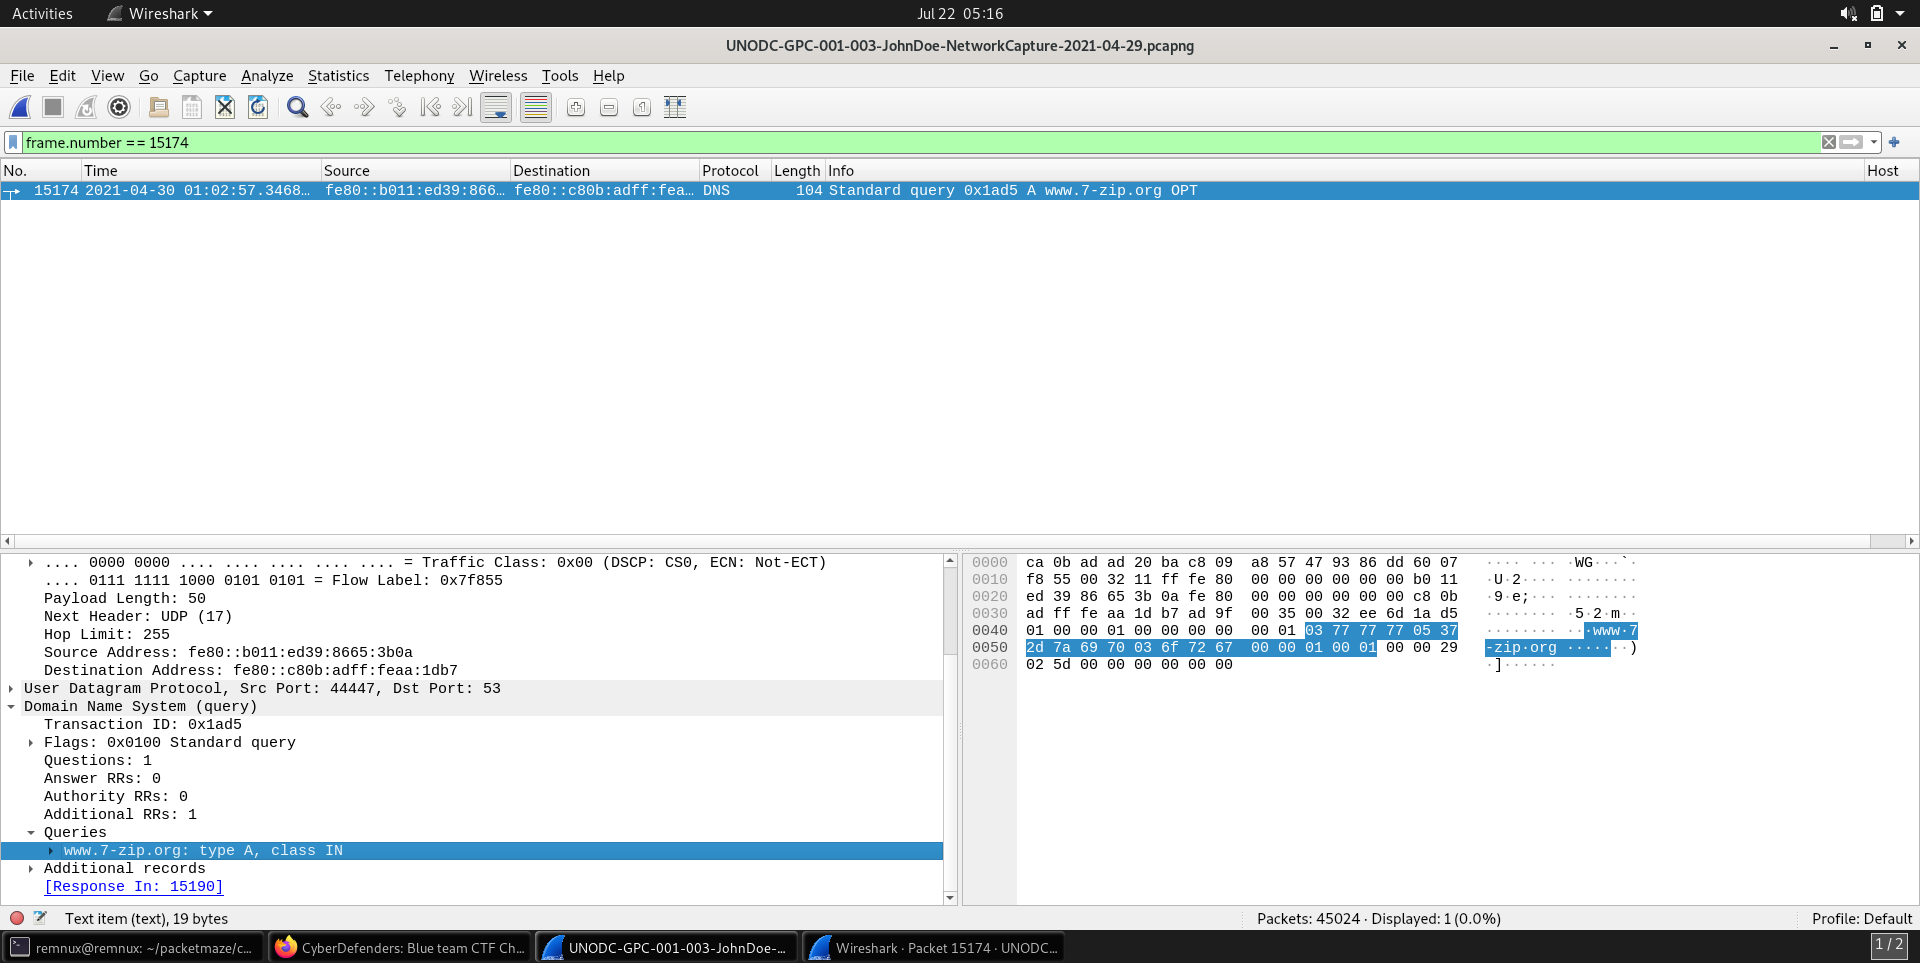 Activities Wireshark Jul 22 05:16
UNODC-GPC-001-003-JohnDoe-NetworkCapture-2021-04-29.pcapng
File Edit View Go Capture Analyze Statistics Telephony Wireless Tools Help
frame.number == 15174
No. Time Source Destination Protocol Length Info Host
15174 2021-04-30 01:02:57.3468… fe80::b011:ed39:866… fe80::c80b:adff:fea… DNS 104 Standard query 0x1ad5 A www.7-zip.org OPT
.... 0000 0000 .... .... .... .... .... = Traffic Class: 0x00 (DSCP: CS0, ECN: Not-ECT)
.... 0111 1111 1000 0101 0101 = Flow Label: 0x7f855
Payload Length: 50
Next Header: UDP (17)
Hop Limit: 255
Source Address: fe80::b011:ed39:8665:3b0a
Destination Address: fe80::c80b:adff:feaa:1db7
User Datagram Protocol, Src Port: 44447, Dst Port: 53
Domain Name System (query)
Transaction ID: 0x1ad5
Flags: 0x0100 Standard query
Questions: 1
Answer RRs: 0
Authority RRs: 0
Additional RRs: 1
Queries
www.7-zip.org: type A, class IN
Additional records
[Response In: 15190]
0000 ca 0b ad ad 20 ba c8 09 a8 57 47 93 86 dd 60 07 ···· ··· ·WG···`·
0010 f8 55 00 32 11 ff fe 80 00 00 00 00 00 00 b0 11 ·U·2···· ········
0020 ed 39 86 65 3b 0a fe 80 00 00 00 00 00 00 c8 0b ·9·e;··· ········
0030 ad ff fe aa 1d b7 ad 9f 00 35 00 32 ee 6d 1a d5 ········ ·5·2·m··
0040 01 00 00 01 00 00 00 00 00 01 03 77 77 77 05 37 ········ ···www·7
0050 2d 7a 69 70 03 6f 72 67 00 00 01 00 01 00 00 29 -zip·org ·······)
0060 02 5d 00 00 00 00 00 00 ·]······
Text item (text), 19 bytes Packets: 45024 · Displayed: 1 (0.0%) Profile: Default
remnux@remnux: ~/packetmaze/c… CyberDefenders: Blue team CTF Ch… UNODC-GPC-001-003-JohnDoe-… Wireshark · Packet 15174 · UNODC… 1 / 2